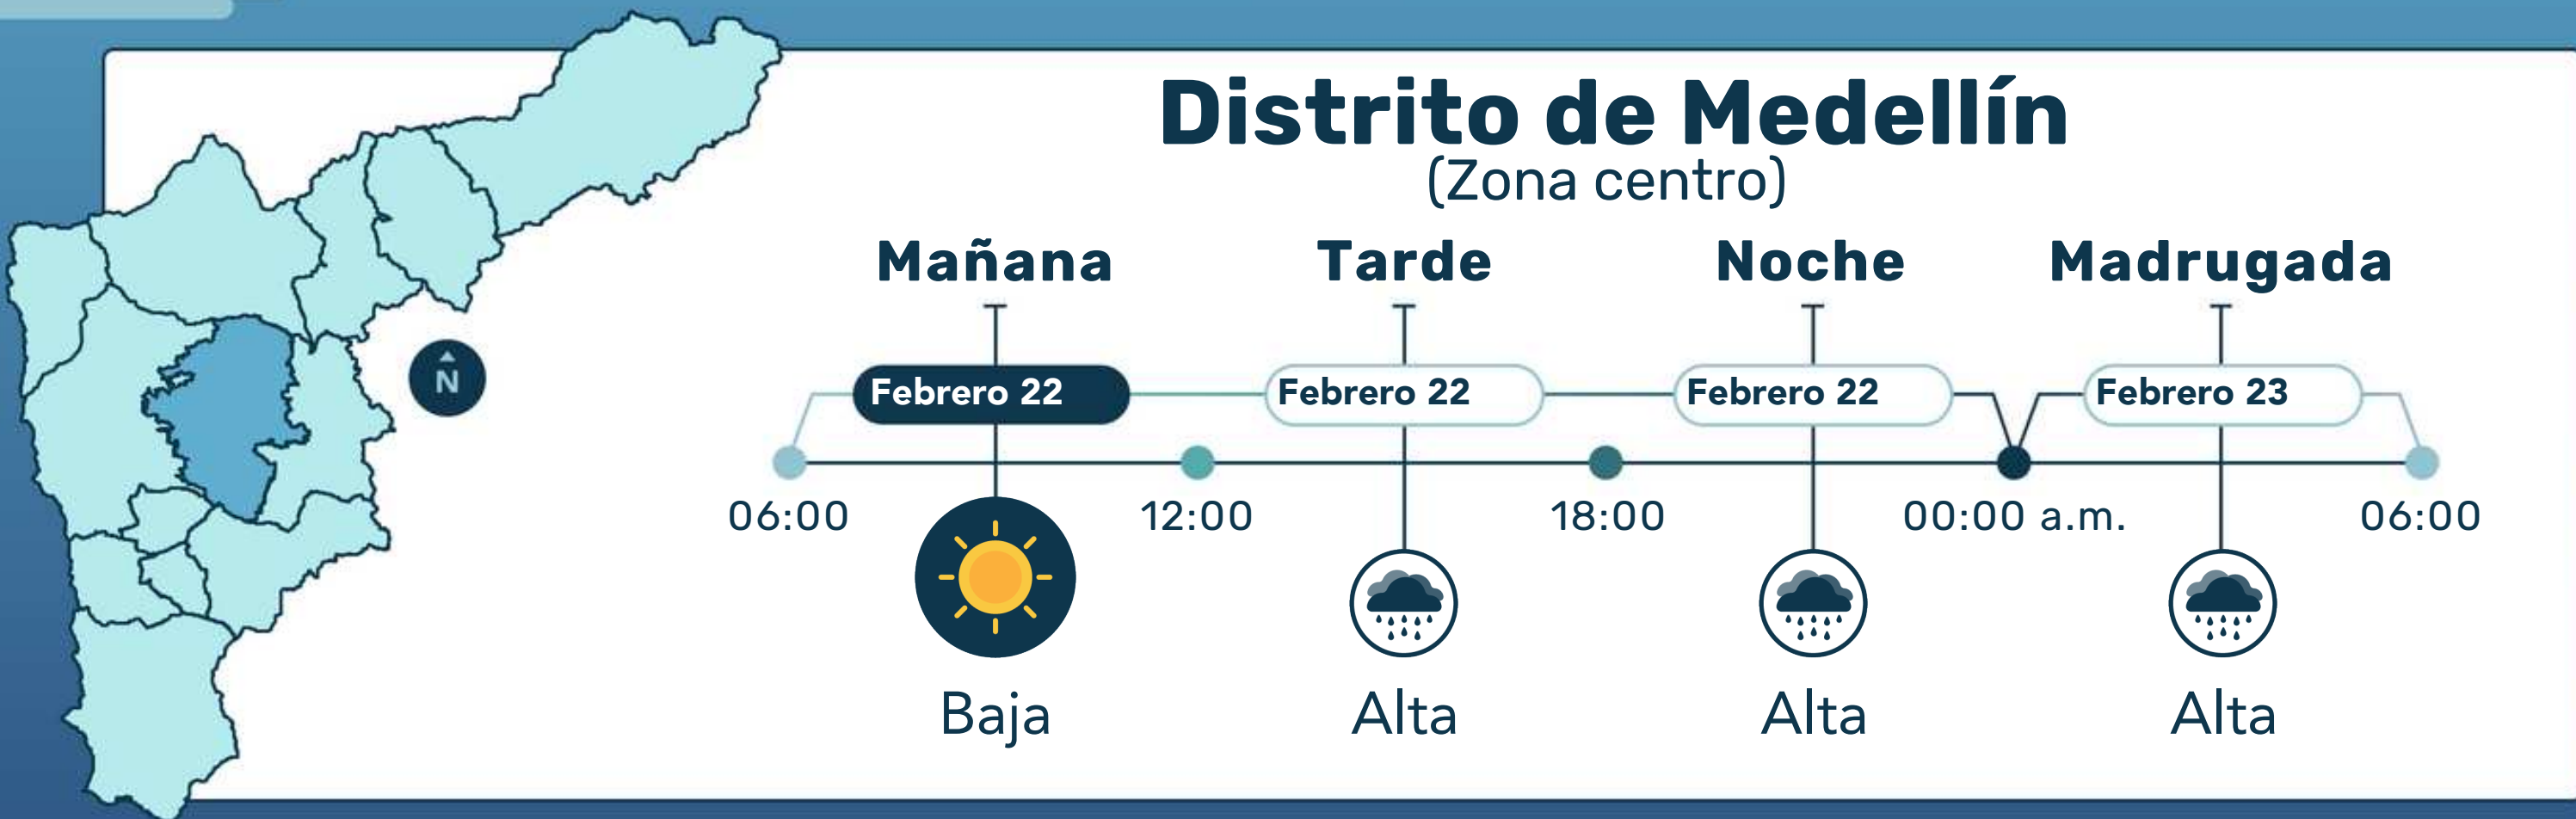 Distrito de Medellín
(Zona centro)
Mañana Tarde Noche Madrugada
Febrero 22 Febrero 22 Febrero 22 Febrero 23
N
06:00 12:00 18:00 00:00 a.m. 06:00
Baja Alta Alta Alta